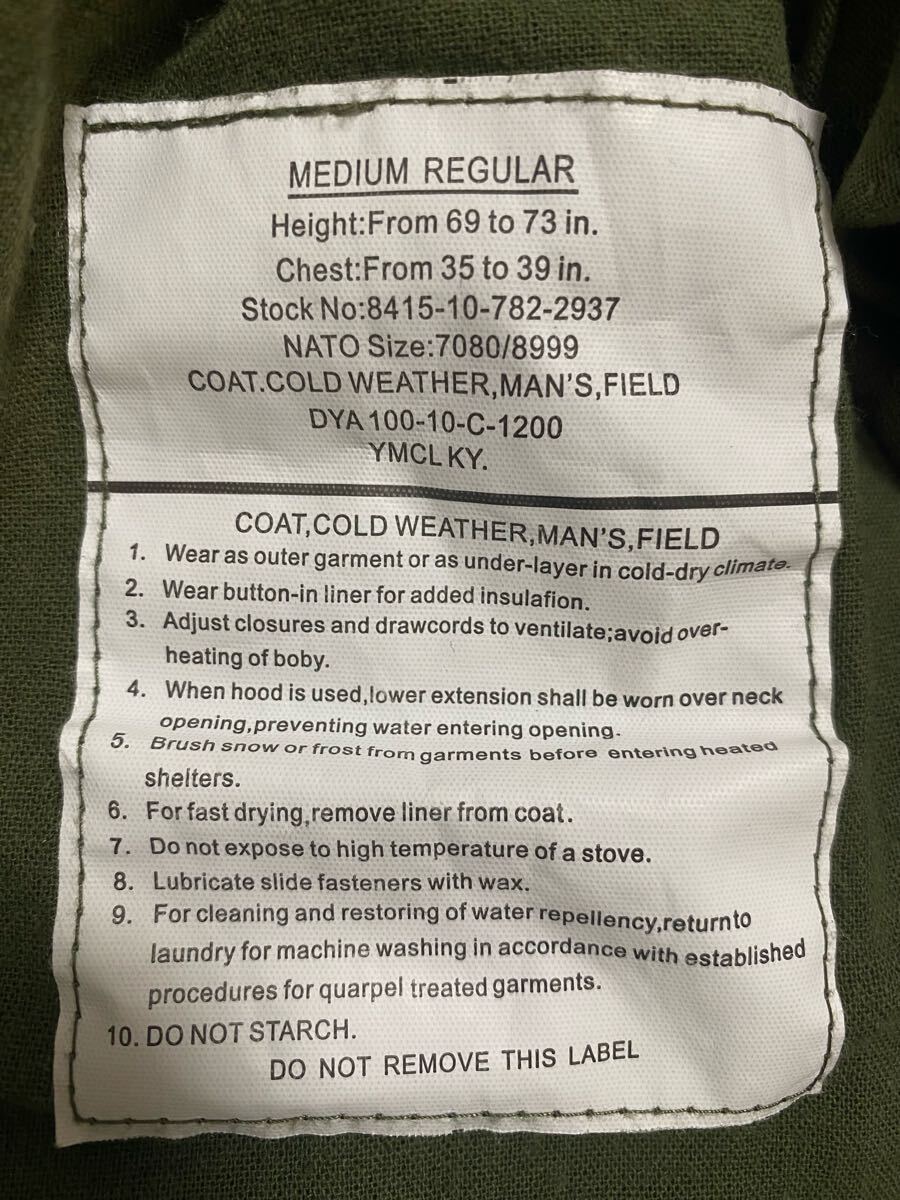 MEDIUM REGULAR
Height:From 69 to 73 in.
Chest:From 35 to 39 in.
Stock No:8415-10-782-2937
NATO Size:7080/8999
COAT.COLD WEATHER,MAN'S,FIELD
DYA 100-10-C-1200
YMCLKY.
COAT,COLD WEATHER,MAN'S,FIELD
1. Wear as outer garment or as under-layer in cold-dry climate.
2. Wear button-in liner for added insulafion.
3. Adjust closures and drawcords to ventilate;avoid over-
heating of boby.
4. When hood is used,lower extension shall be worn over neck
opening,preventing water entering opening.
5. Brush snow or frost from garments before entering heated
shelters.
6. For fast drying,remove liner from coat.
7. Do not expose to high temperature of a stove.
8. Lubricate slide fasteners with wax.
9. For cleaning and restoring of water repellency,returnto
laundry for machine washing in accordance with established
procedures for quarpel treated garments.
10. DO NOT STARCH.
DO NOT REMOVE THIS LABEL